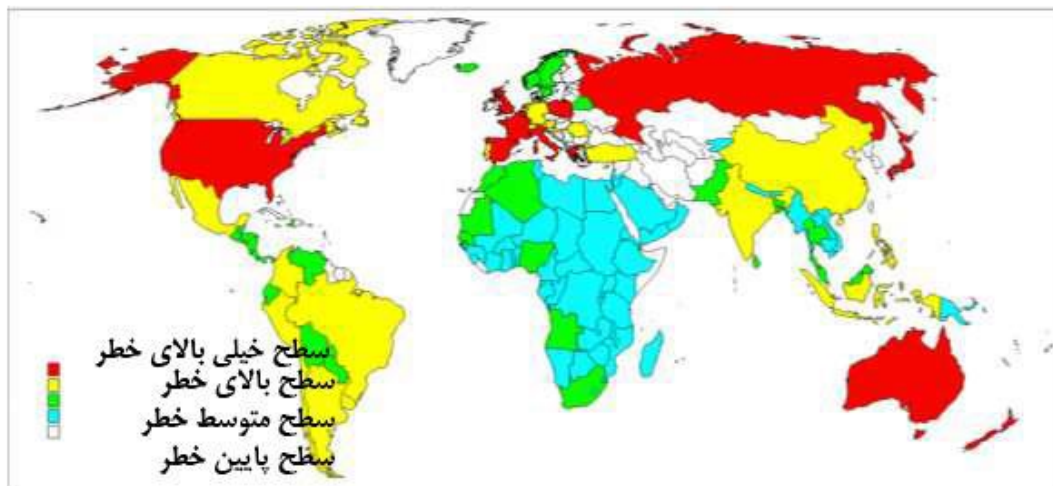 سطح خیلی بالای خطر
سطح بالای خطر
سطح متوسط خطر
سطح پایین خطر